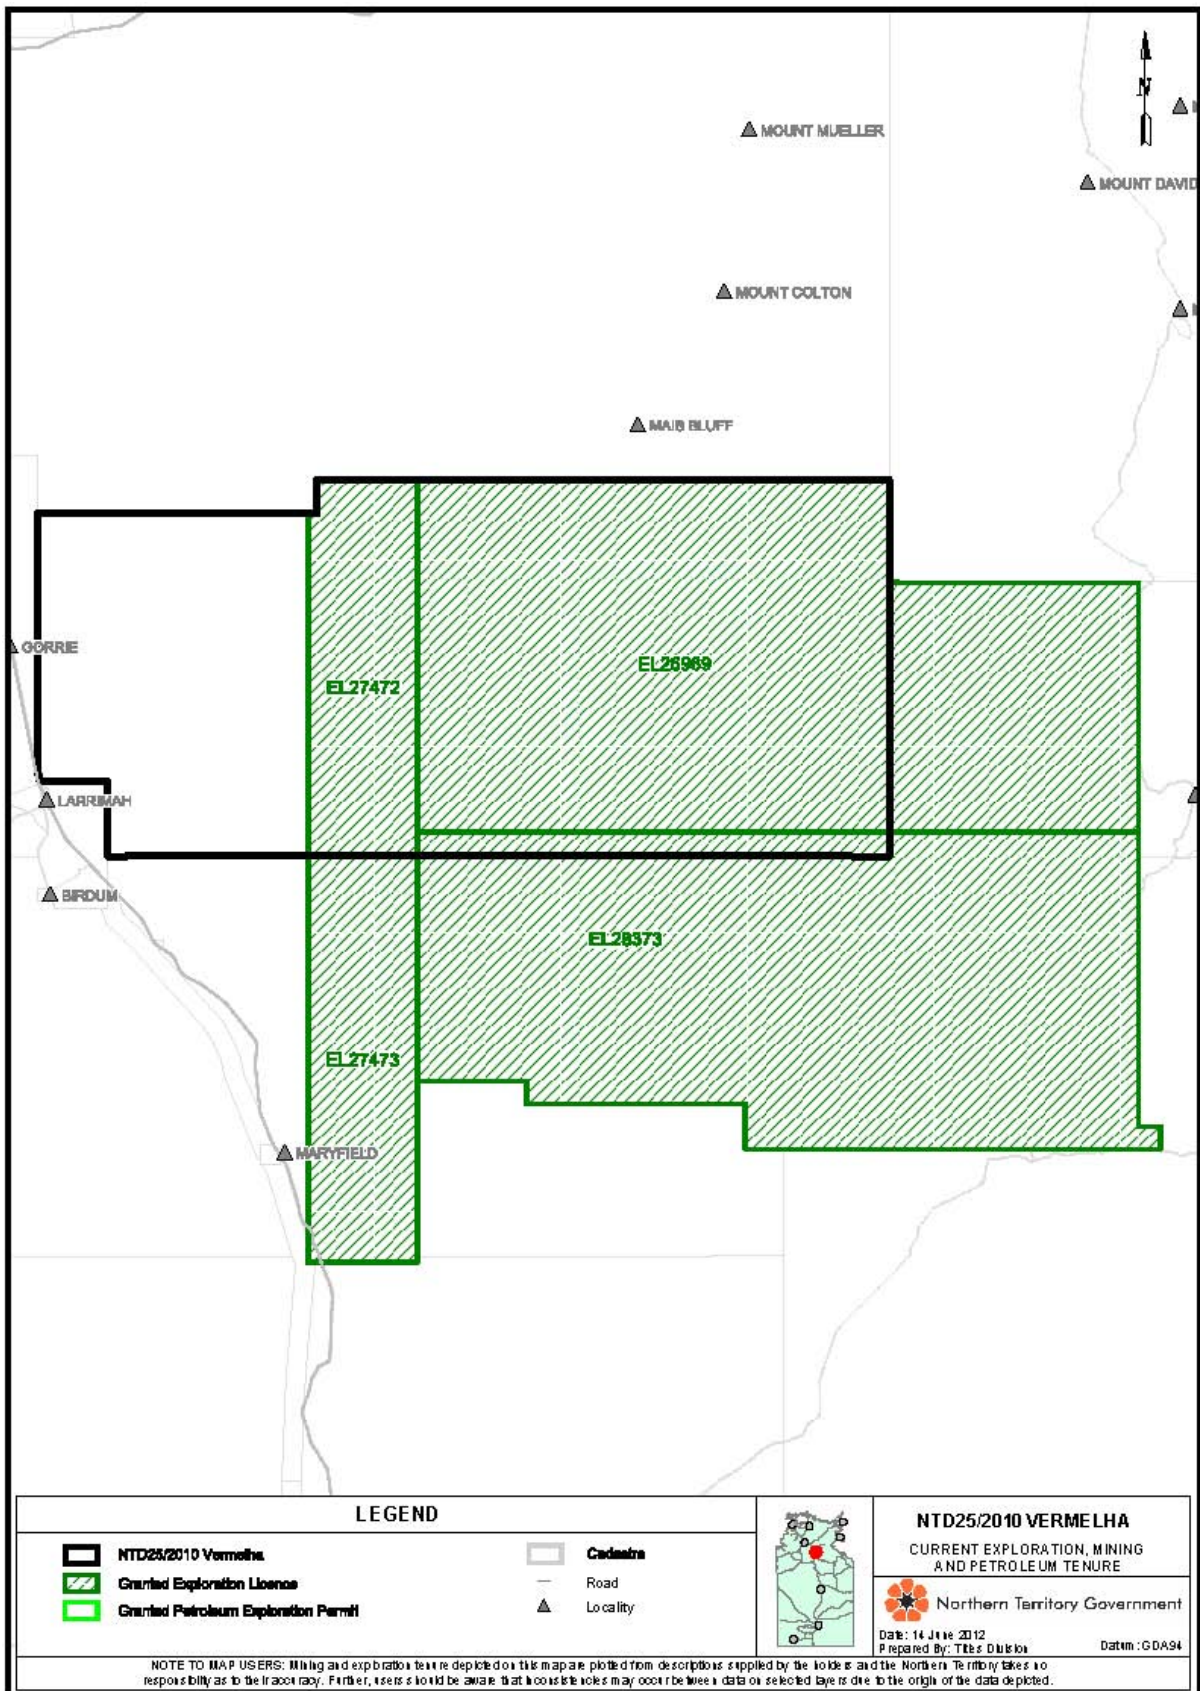 N
MOUNT MUELLER
MOUNT DAVID
MOUNT COLTON
MAIB BLUFF
GORRIE
EL26969
EL27472
LARRIMAH
BIRDUM
EL28373
EL27473
MARYFIELD
LEGEND
NTD25/2010 Vermelha
Granted Exploration Licence
Granted Petroleum Exploration Permit
Cadastre
Road
Locality
NTD25/2010 VERMELHA
CURRENT EXPLORATION, MINING
AND PETROLEUM TENURE
Northern Territory Government
Date: 14 June 2012
Prepared By: Titles Division
Datum: GDA94
NOTE TO MAP USERS: Mining and exploration tenure depicted on this map are plotted from descriptions supplied by the holders and the Northern Territory takes no
responsibility as to their accuracy. Further, users should be aware that inconsistencies may occur between data on selected layers due to the origin of the data depicted.